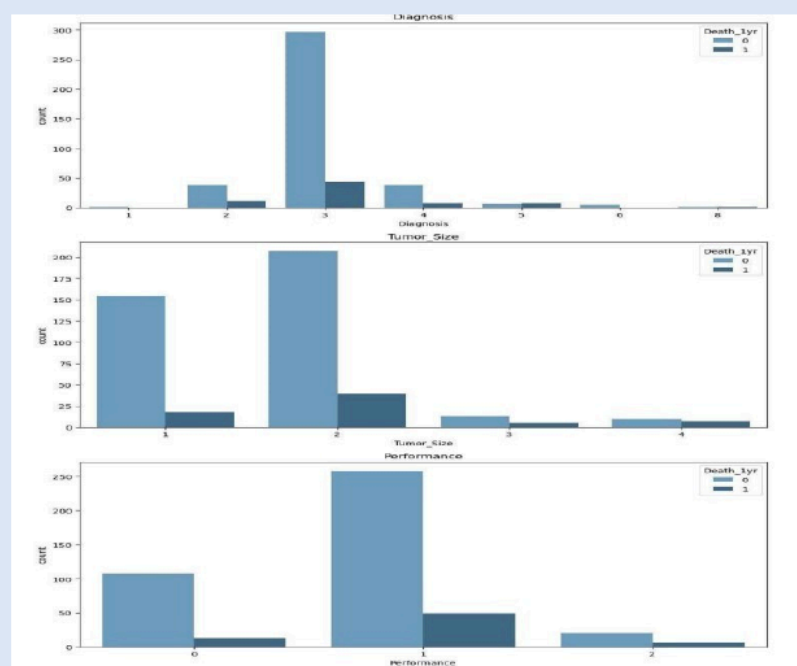 Diagnosis
Death_1yr
0
1
300
250
200
150
100
50
0
count
1 2 3 4 5 6 8
Diagnosis
Tumor_Size
Death_1yr
0
1
200
175
150
125
100
75
50
25
0
count
1 2 3 4
Tumor_Size
Performance
Death_1yr
0
1
250
200
150
100
50
0
count
0 1 2
Performance